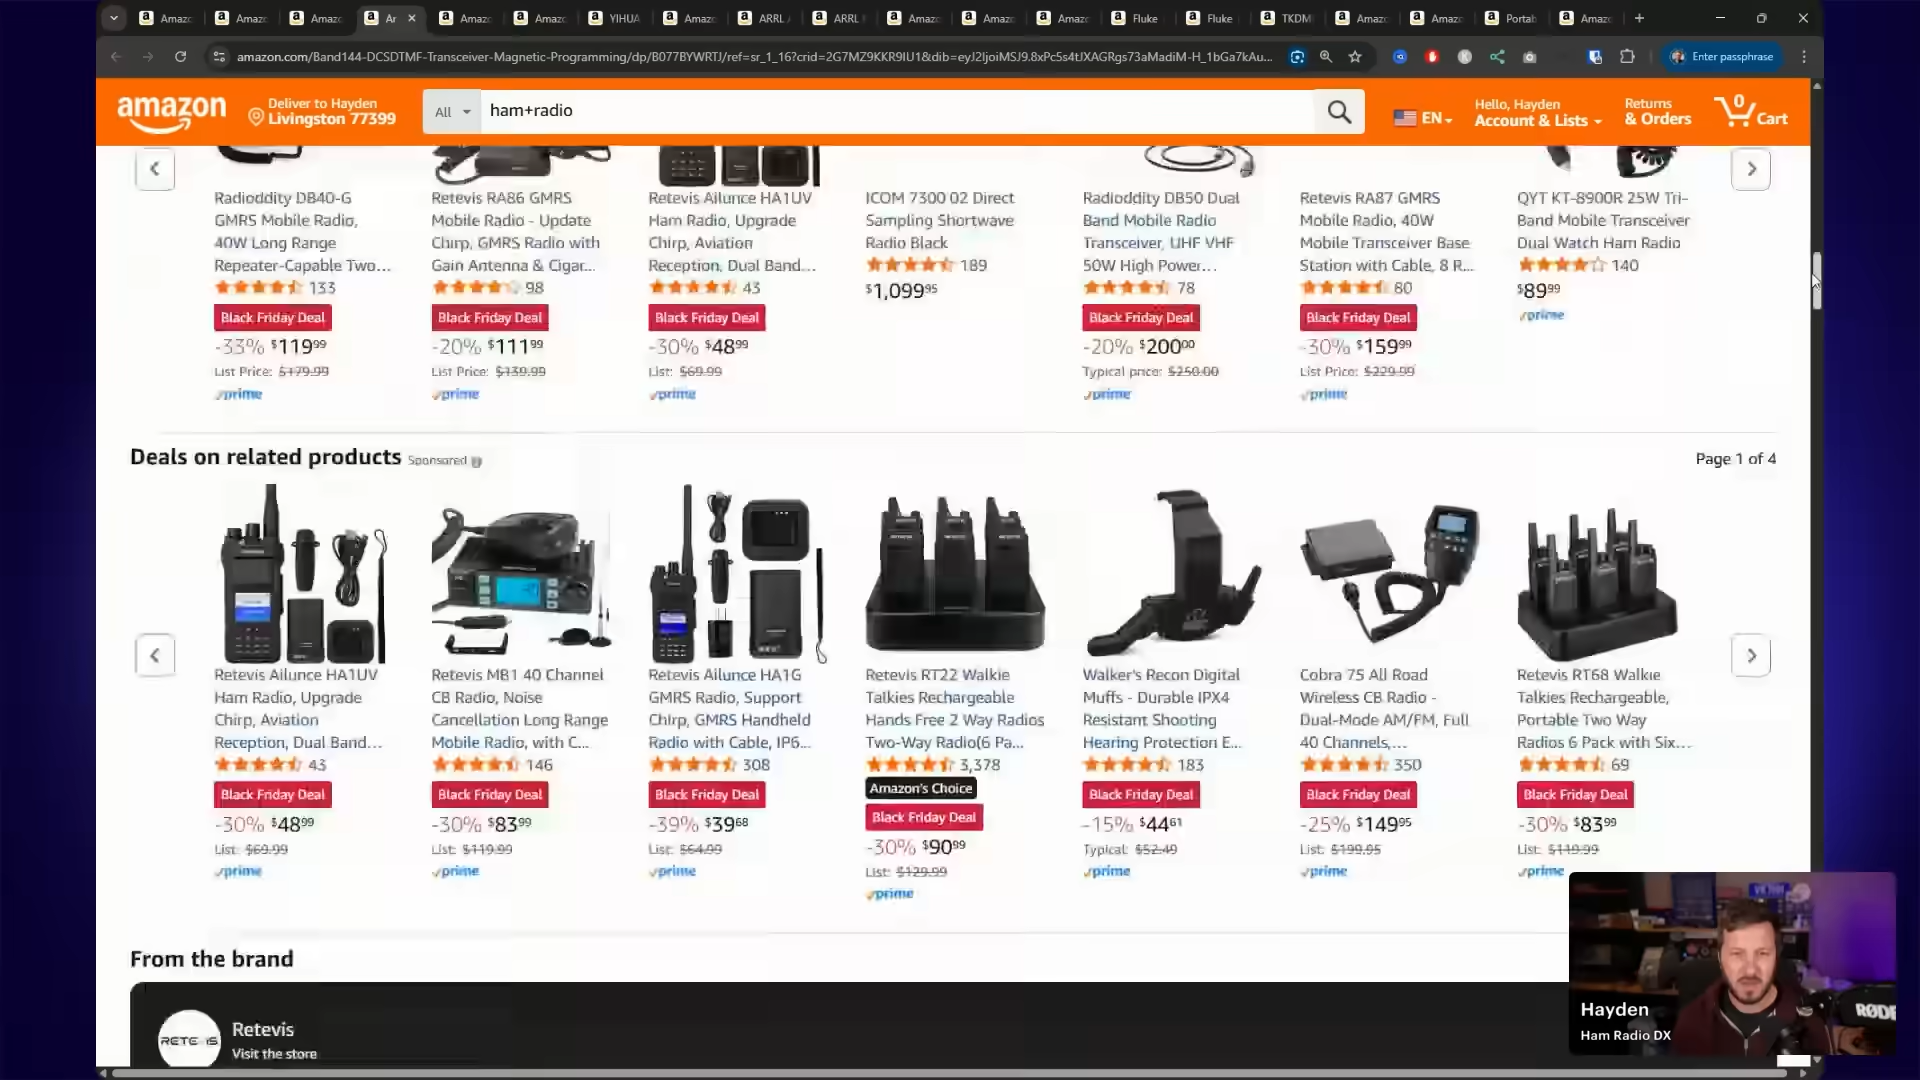 Amazc
Amazc
Amazc
Ar
Amazc
Amazc
YIHUA
Amazc
ARRL
ARRL
Amazc
Amazc
Amazc
Fluke
Fluke
TKDM
Amazc
Amazc
Portab
Amazc
amazon.com/Band144-DCSDTMF-Transceiver-Magnetic-Programming/dp/B077BYWRTJ/ref=sr_1_16?crid=2G7MZ9KKR9IU1&dib=eyJ2IjoiMSJ9.8xPc5s4tUXAGRgs73aMadiM-H_1bGa7kAu...
Enter passphrase
amazon
Deliver to Hayden
Livingston 77399
All
ham+radio
EN
Hello, Hayden
Account & Lists
Returns
& Orders
0
Cart
Radioddity DB40-G
GMRS Mobile Radio,
40W Long Range
Repeater-Capable Two...
133
Black Friday Deal
-33% $119.99
List Price: $179.99
prime
Retevis RA86 GMRS
Mobile Radio - Update
Chirp, GMRS Radio with
Gain Antenna & Cigar...
98
Black Friday Deal
-20% $111.99
List Price: $139.99
prime
Retevis Ailunce HA1UV
Ham Radio, Upgrade
Chirp, Aviation
Reception, Dual Band...
43
Black Friday Deal
-30% $48.99
List: $69.99
prime
ICOM 7300 02 Direct
Sampling Shortwave
Radio Black
189
$1,099.95
Radioddity DB50 Dual
Band Mobile Radio
Transceiver, UHF VHF
50W High Power...
78
Black Friday Deal
-20% $200.00
Typical price: $250.00
prime
Retevis RA87 GMRS
Mobile Radio, 40W
Mobile Transceiver Base
Station with Cable, 8 R...
80
Black Friday Deal
-30% $159.99
List Price: $229.99
prime
QYT KT-8900R 25W Tri-
Band Mobile Transceiver
Dual Watch Ham Radio
140
$89.99
prime
Deals on related products Sponsored
Page 1 of 4
Retevis Ailunce HA1UV
Ham Radio, Upgrade
Chirp, Aviation
Reception, Dual Band...
43
Black Friday Deal
-30% $48.99
List: $69.99
prime
Retevis MB1 40 Channel
CB Radio, Noise
Cancellation Long Range
Mobile Radio, with C...
146
Black Friday Deal
-30% $83.99
List: $119.99
prime
Retevis Ailunce HA1G
GMRS Radio, Support
Chirp, GMRS Handheld
Radio with Cable, IP6...
308
Black Friday Deal
-39% $39.68
List: $64.99
prime
Retevis RT22 Walkie
Talkies Rechargeable
Hands Free 2 Way Radios
Two-Way Radio(6 Pa...
3,378
Amazon's Choice
Black Friday Deal
-30% $90.99
List: $129.99
prime
Walker's Recon Digital
Muffs - Durable IPX4
Resistant Shooting
Hearing Protection E...
183
Black Friday Deal
-15% $44.61
Typical: $52.49
prime
Cobra 75 All Road
Wireless CB Radio -
Dual-Mode AM/FM, Full
40 Channels,...
350
Black Friday Deal
-25% $149.95
List: $199.95
prime
Retevis RT68 Walkie
Talkies Rechargeable,
Portable Two Way
Radios 6 Pack with Six...
69
Black Friday Deal
-30% $83.99
List: $119.99
prime
From the brand
RETEVIS
Retevis
Visit the store
Hayden
Ham Radio DX
RØDE